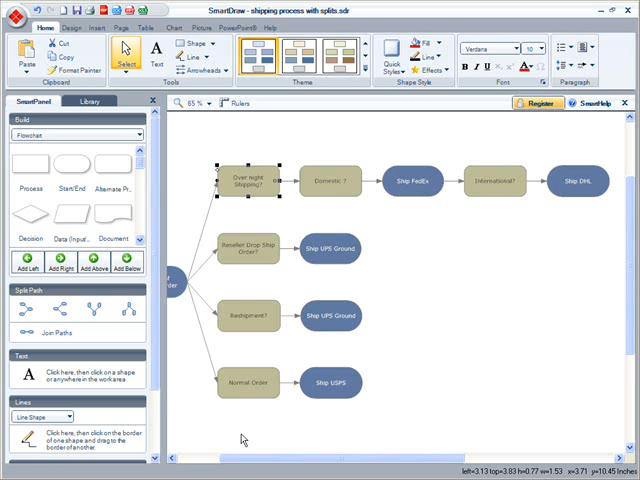 SmartDraw - shipping process with splits.sdr
Home Design Insert Page Table Chart Picture PowerPoint® Help
Paste
Cut
Copy
Format Painter
Clipboard
Select
Text
Shape
Line
Arrowheads
Tools
Theme
Quick Styles
Fill
Line
Effects
Shape Style
Verdana 10
B I U x₂ x² A
Font
Paragraph
SmartPanel Library
65 % Rulers
Register SmartHelp
Build
Flowchart
Process Start/End Alternate Pr...
Decision Data (Input/... Document
Add Left Add Right Add Above Add Below
Split Path
Join Paths
Text
A Click here, then click on a shape
or anywhere in the work area.
Lines
Line Shape
Click here, then click on the border
of one shape and drag to the
border of another.
Over night
Shipping?
Domestic ?
Ship FedEx
International?
Ship DHL
Reseller Drop Ship
Order?
Ship UPS Ground
Reshipment?
Ship UPS Ground
Normal Order
Ship USPS
left=3.13 top=3.83 h=0.77 w=1.53 x=3.71 y=10.45 Inches